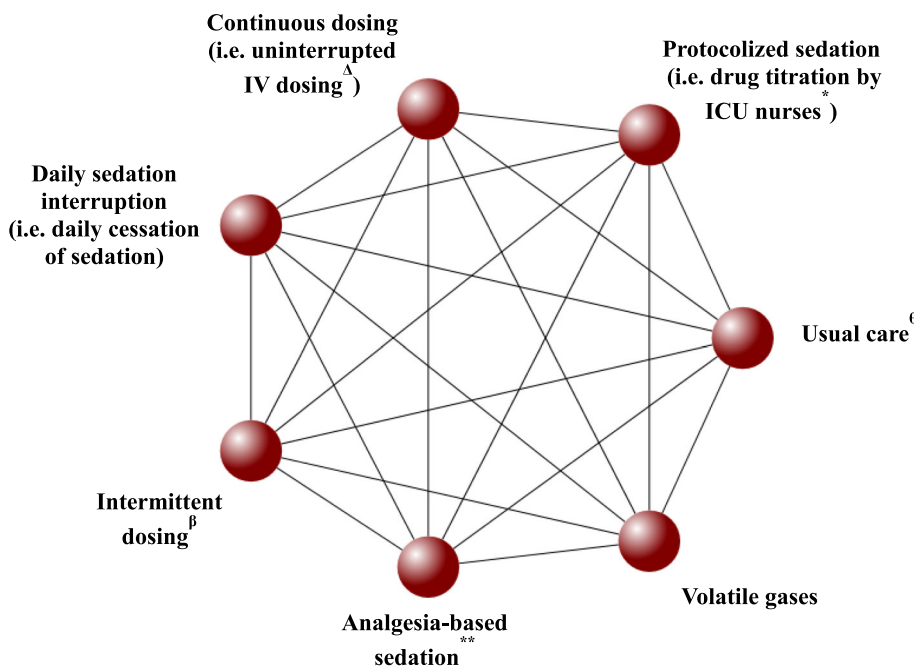 Continuous dosing
(i.e. uninterrupted
IV dosing^Δ)
Protocolized sedation
(i.e. drug titration by
ICU nurses^*)
Daily sedation
interruption
(i.e. daily cessation
of sedation)
Usual care
Intermittent
dosing^β
Volatile gases
Analgesia-based
sedation^**